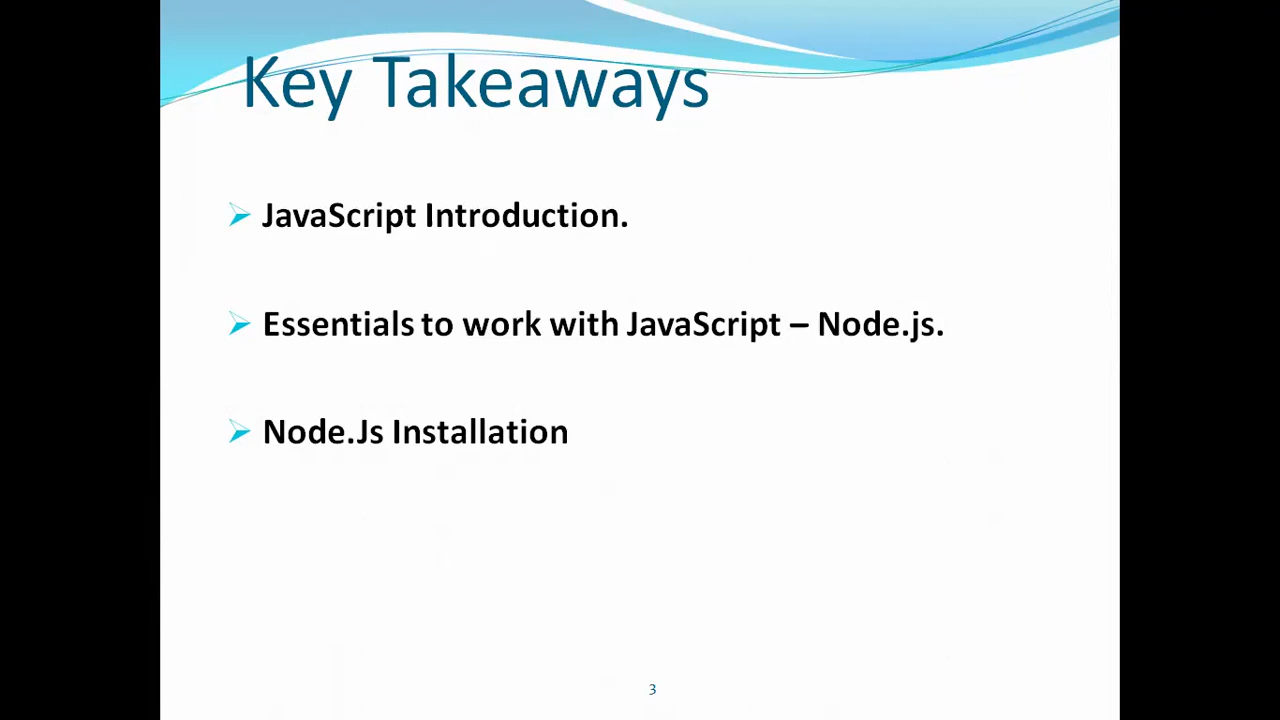 Key Takeaways
JavaScript Introduction.
Essentials to work with JavaScript – Node.js.
Node.Js Installation
3